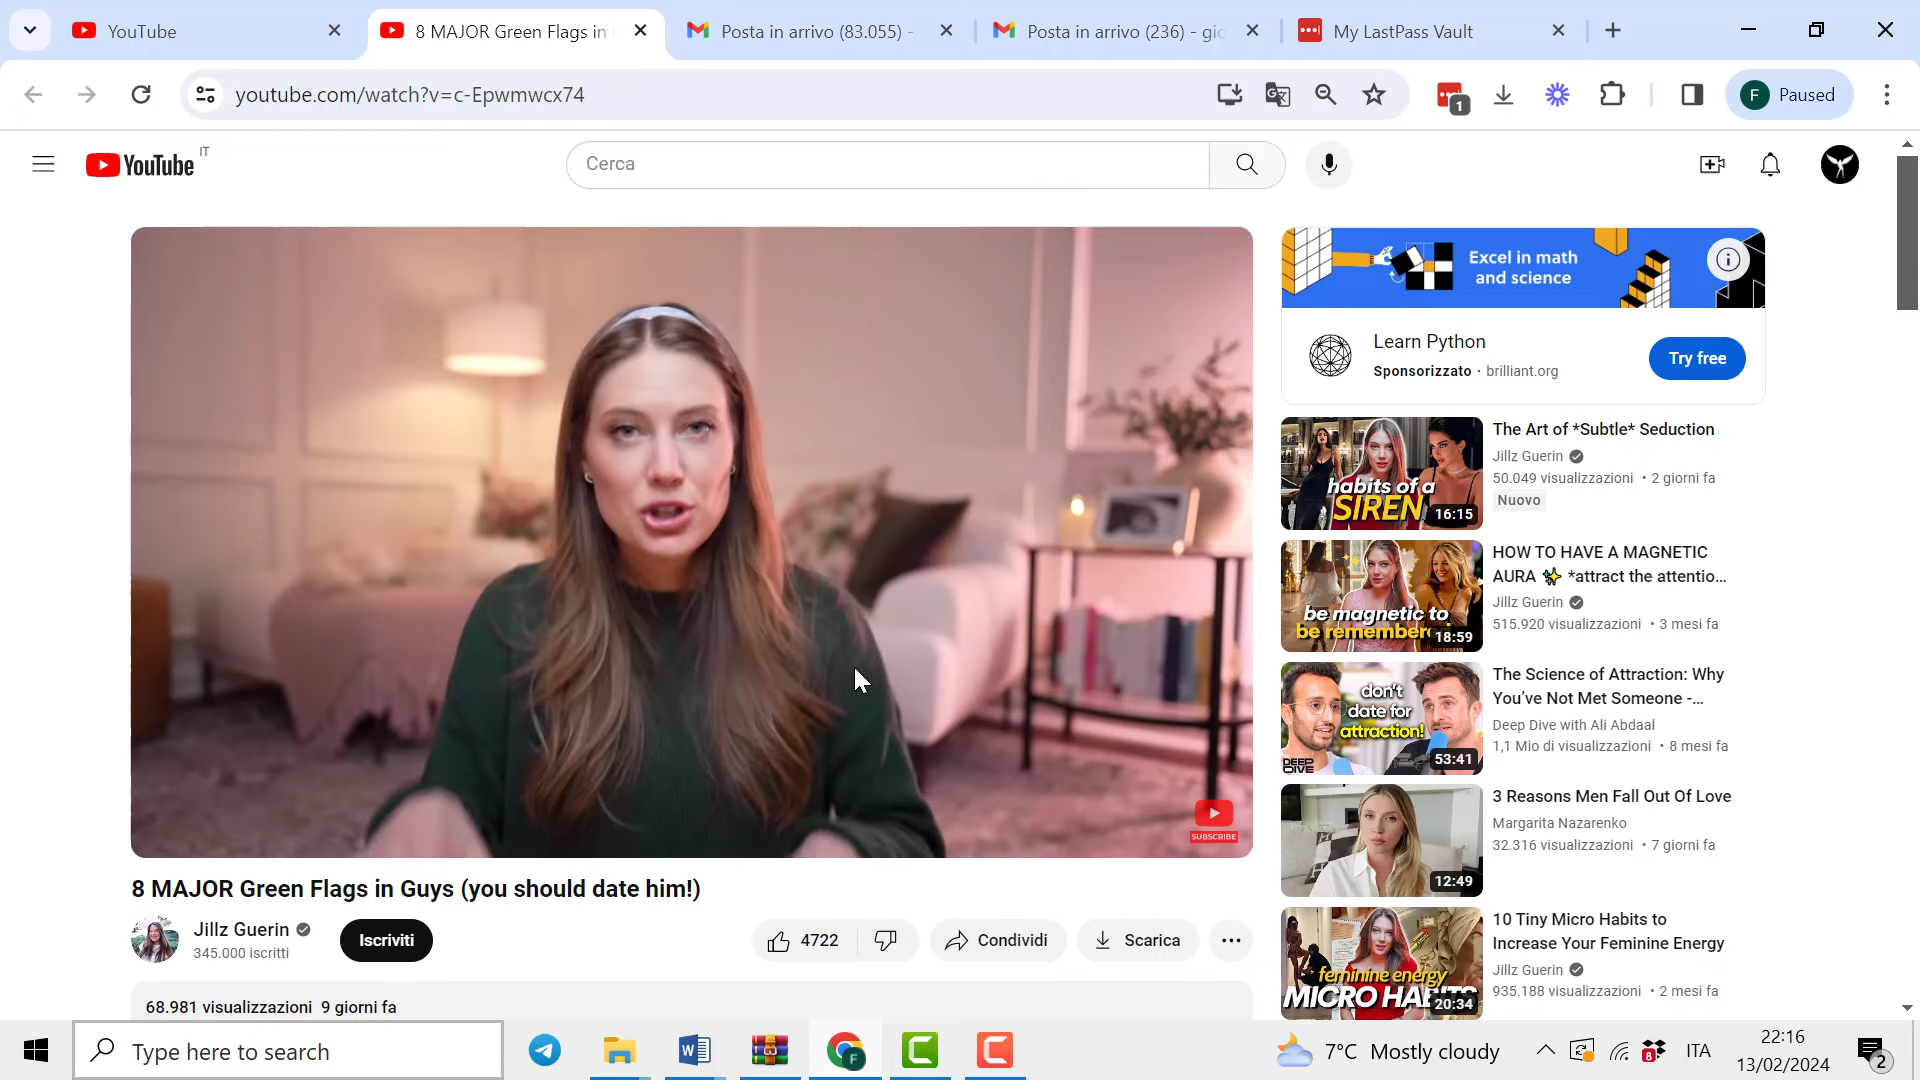 YouTube
8 MAJOR Green Flags in
Posta in arrivo (83.055) -
Posta in arrivo (236) - gio
My LastPass Vault
youtube.com/watch?v=c-Epwmwcx74
1
F
Paused
YouTube IT
Cerca
SUBSCRIBE
8 MAJOR Green Flags in Guys (you should date him!)
Jillz Guerin
345.000 iscritti
Iscriviti
4722
Condividi
Scarica
68.981 visualizzazioni 9 giorni fa
Excel in math
and science
Learn Python
Sponsorizzato · brilliant.org
Try free
habits of a
SIREN
16:15
The Art of *Subtle* Seduction
Jillz Guerin
50.049 visualizzazioni • 2 giorni fa
Nuovo
be magnetic to
be remembere
18:59
HOW TO HAVE A MAGNETIC
AURA ✨ *attract the attentio...
Jillz Guerin
515.920 visualizzazioni • 3 mesi fa
don't
date for
attraction!
DEEP
DIVE
53:41
The Science of Attraction: Why
You've Not Met Someone -...
Deep Dive with Ali Abdaal
1,1 Mio di visualizzazioni • 8 mesi fa
12:49
3 Reasons Men Fall Out Of Love
Margarita Nazarenko
32.316 visualizzazioni • 7 giorni fa
feminine energy
MICRO HABITS
20:34
10 Tiny Micro Habits to
Increase Your Feminine Energy
Jillz Guerin
935.188 visualizzazioni • 2 mesi fa
Type here to search
F
7°C Mostly cloudy
8
ITA
22:16
13/02/2024
2